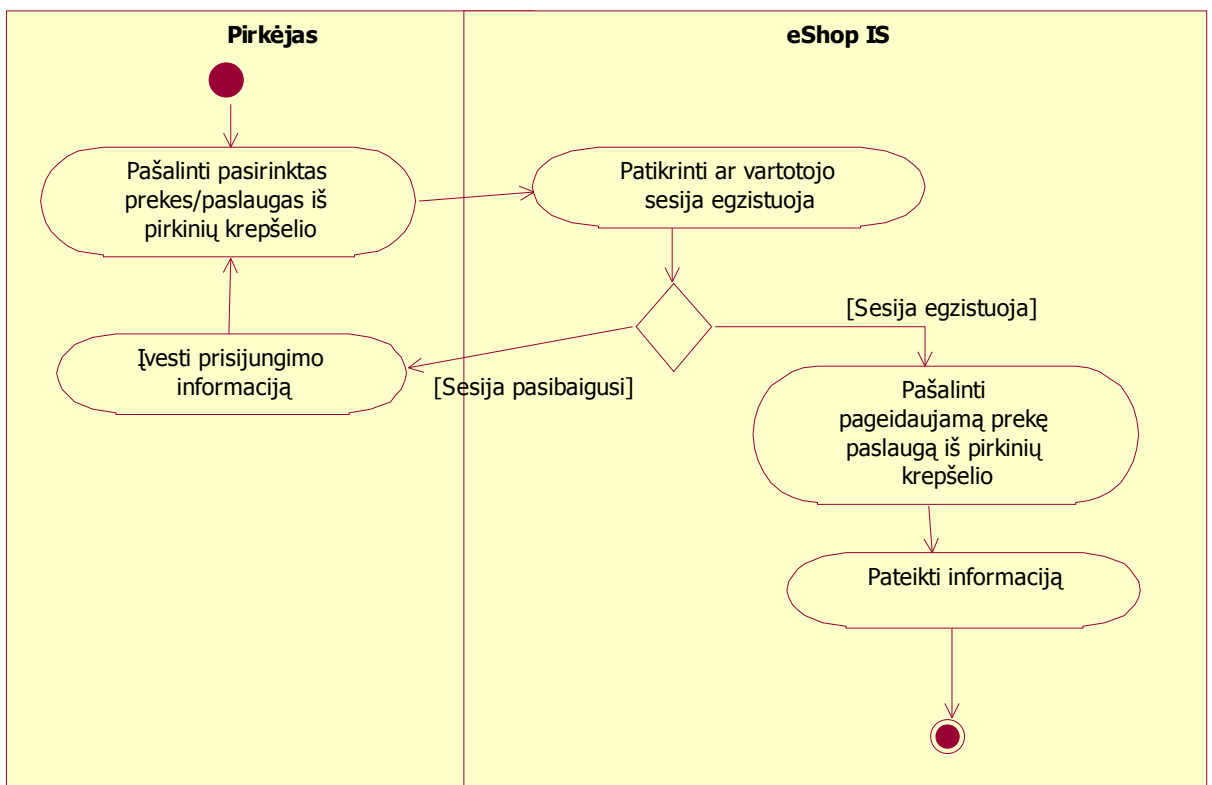 Pirkėjas
eShop IS
Pašalinti pasirinktas
prekes/paslaugas iš
pirkinių krepšelio
Patikrinti ar vartotojo
sesija egzistuoja
[Sesija egzistuoja]
Įvesti prisijungimo
informaciją
[Sesija pasibaigusi]
Pašalinti
pageidaujamą prekę
paslaugą iš pirkinių
krepšelio
Pateikti informaciją